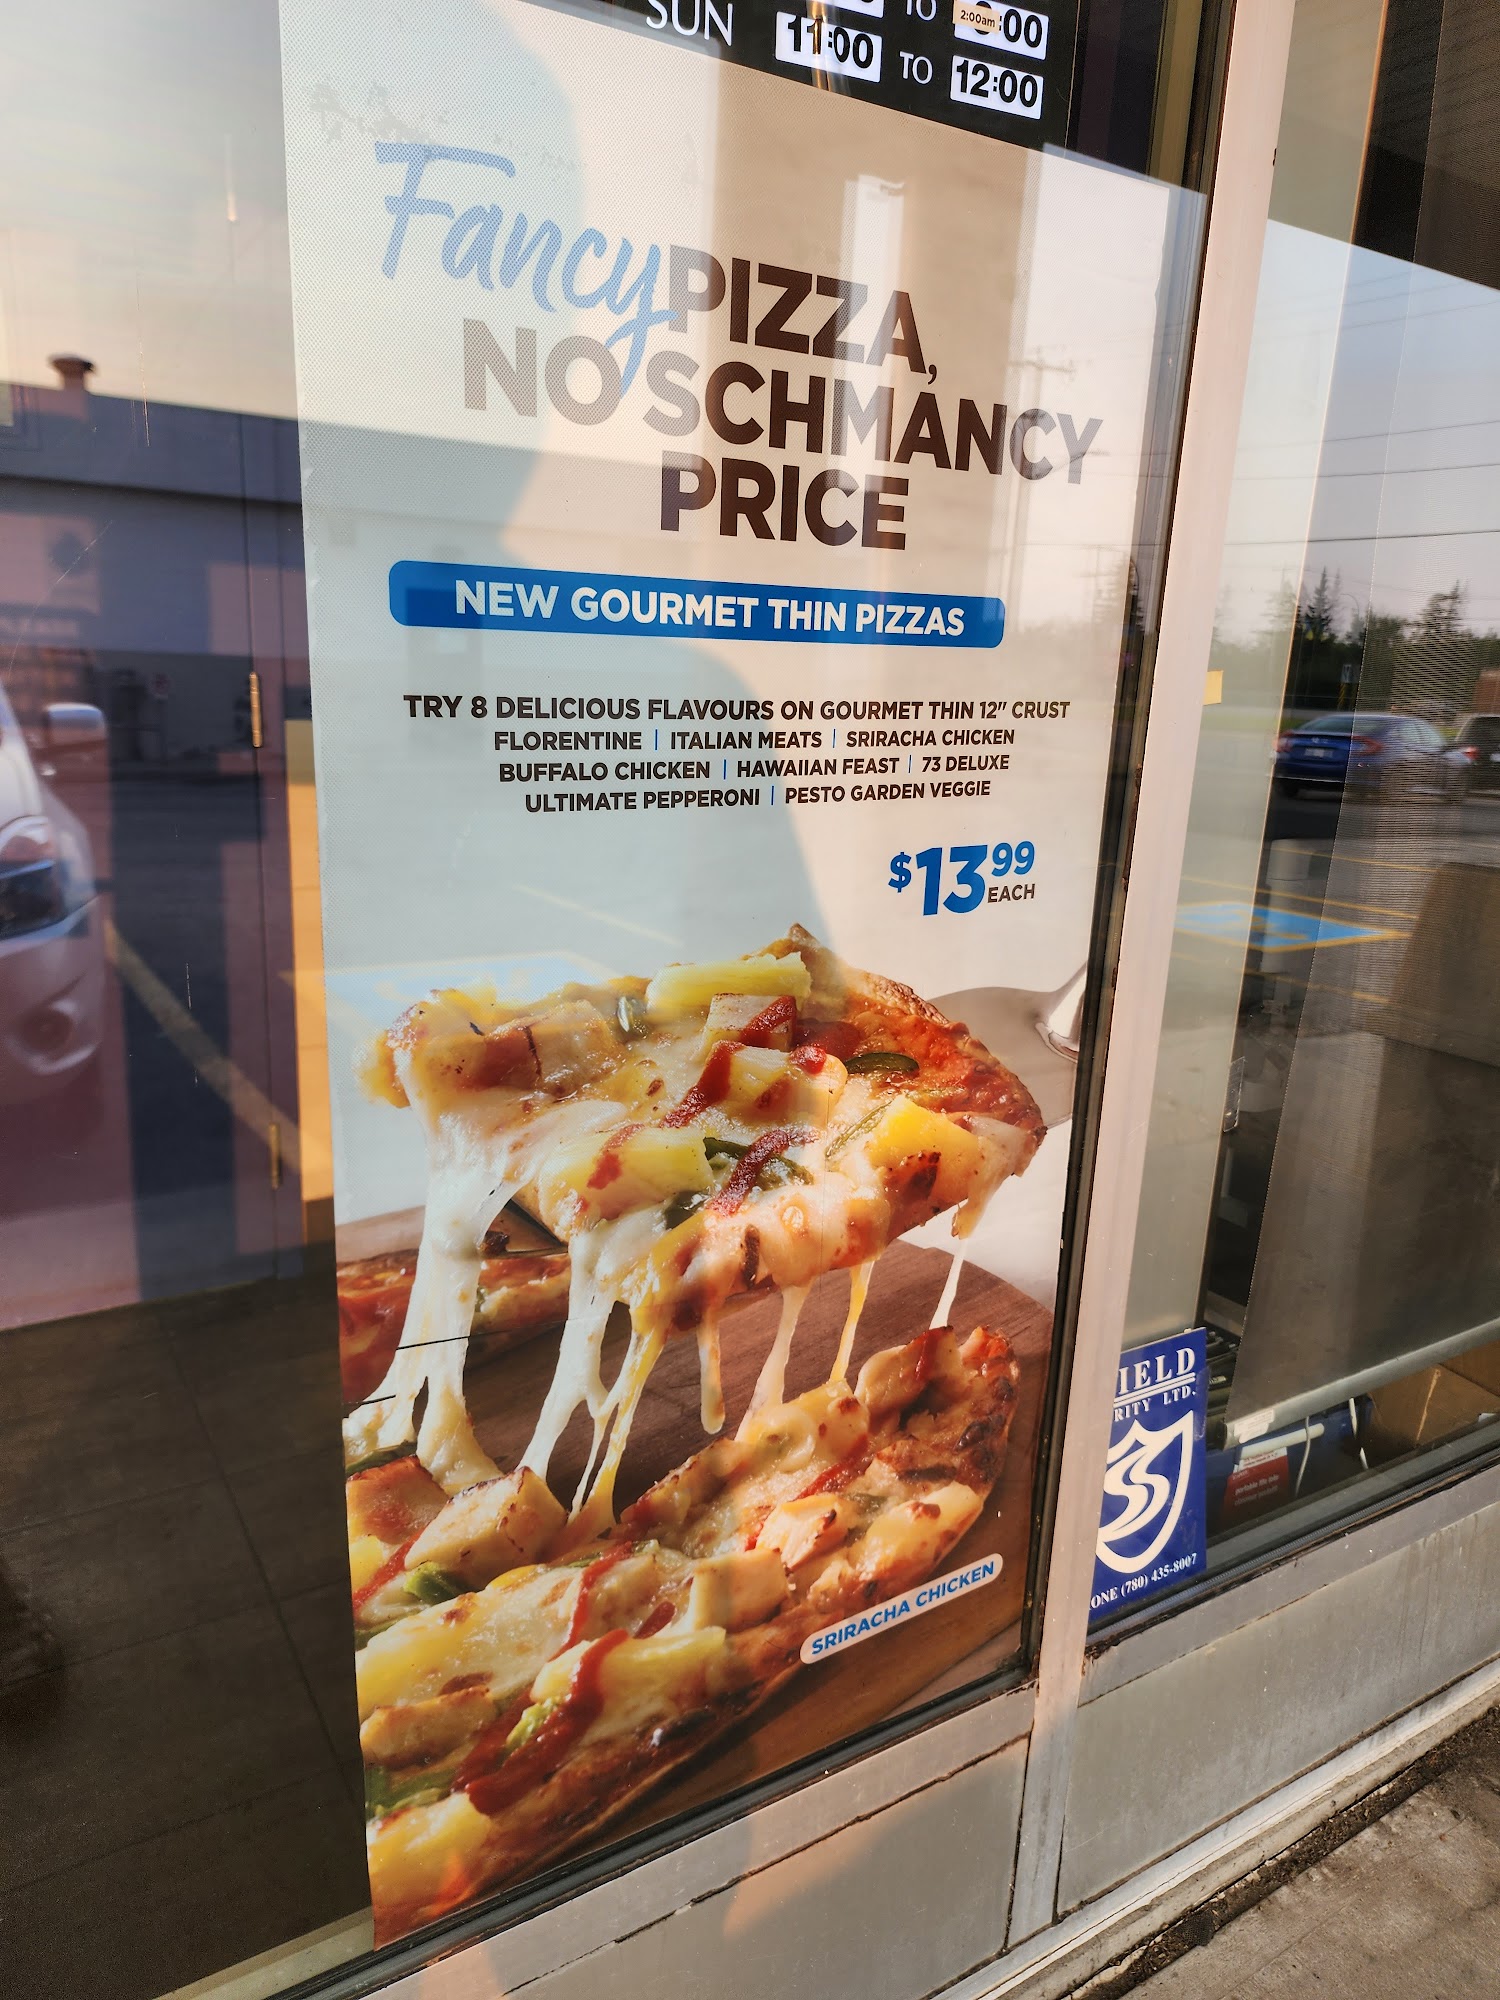 TO 2:00am :00
SUN 11:00 TO 12:00
Fancy PIZZA,
NO SCHMANCY
PRICE
NEW GOURMET THIN PIZZAS
TRY 8 DELICIOUS FLAVOURS ON GOURMET THIN 12" CRUST
FLORENTINE | ITALIAN MEATS | SRIRACHA CHICKEN
BUFFALO CHICKEN | HAWAIIAN FEAST | 73 DELUXE
ULTIMATE PEPPERONI | PESTO GARDEN VEGGIE
$13 99
EACH
SRIRACHA CHICKEN
IELD
RITY LTD.
ONE (780) 435-8007